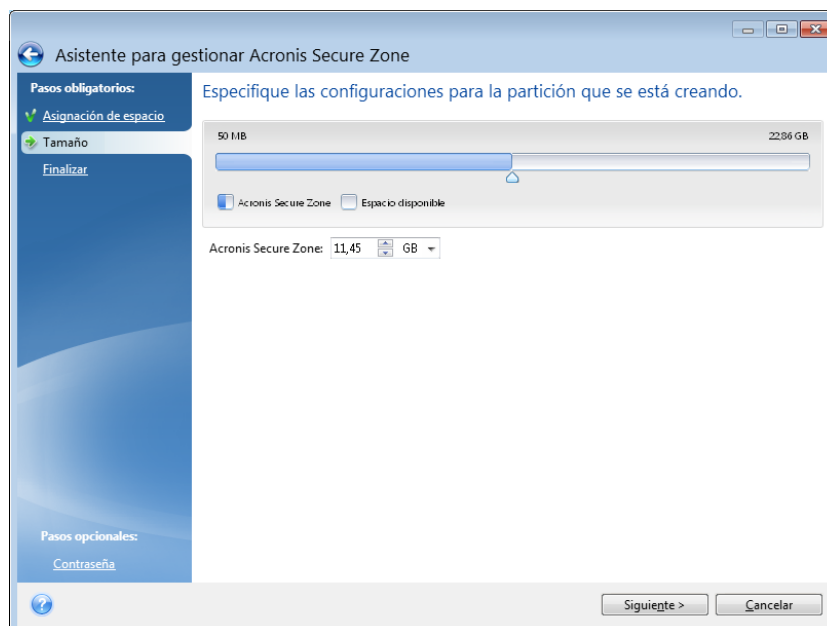 Asistente para gestionar Acronis Secure Zone
Pasos obligatorios:
Asignación de espacio
Tamaño
Finalizar
Especifique las configuraciones para la partición que se está creando.
50 MB
22,86 GB
Acronis Secure Zone
Espacio disponible
Acronis Secure Zone: 11,45 GB
Pasos opcionales:
Contraseña
?
Siguiente >
Cancelar